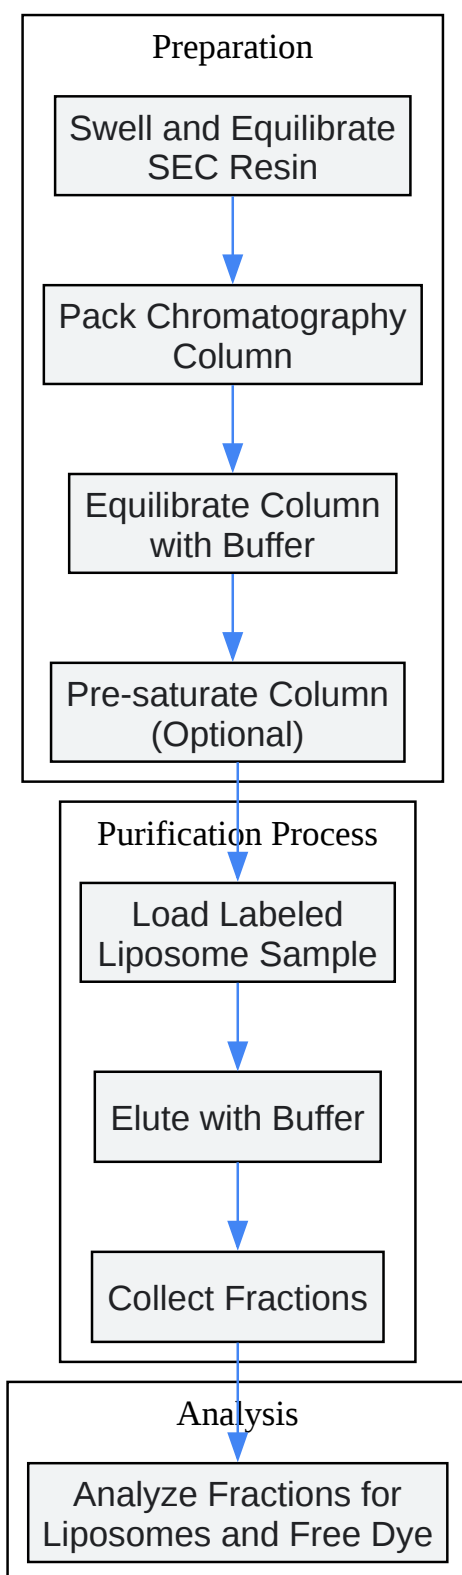 Preparation
Swell and Equilibrate
SEC Resin
Pack Chromatography
Column
Equilibrate Column
with Buffer
Pre-saturate Column
(Optional)
Purification Process
Load Labeled
Liposome Sample
Elute with Buffer
Collect Fractions
Analysis
Analyze Fractions for
Liposomes and Free Dye